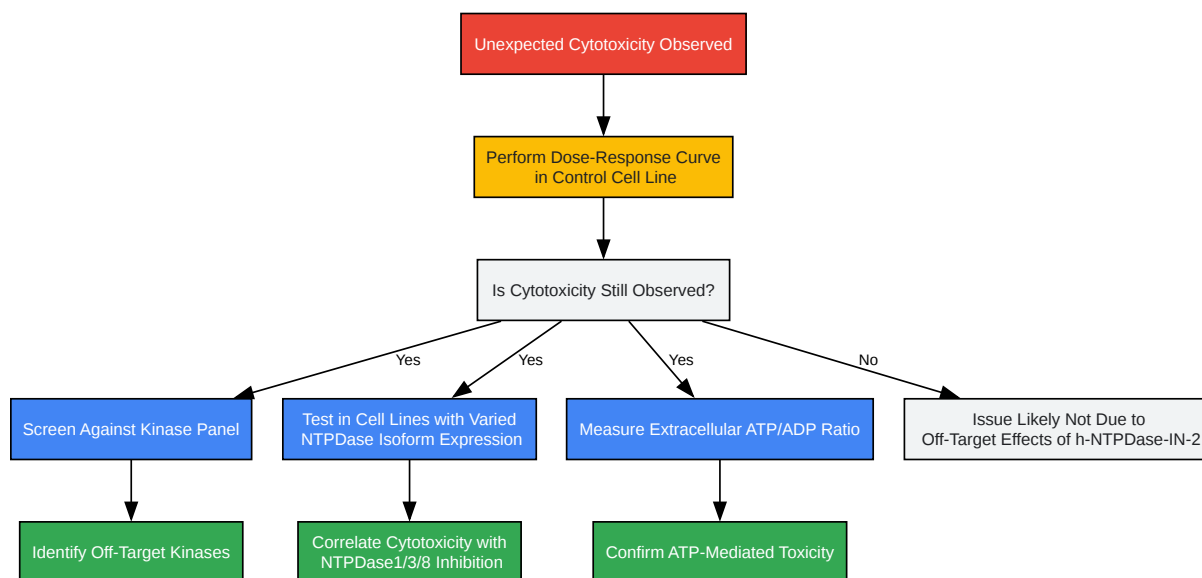 Unexpected Cytotoxicity Observed
Perform Dose-Response Curve
in Control Cell Line
Is Cytotoxicity Still Observed?
Yes
Yes
Yes
No
Screen Against Kinase Panel
Test in Cell Lines with Varied
NTPDase Isoform Expression
Measure Extracellular ATP/ADP Ratio
Issue Likely Not Due to
Off-Target Effects of h-NTPDase-IN-2
Identify Off-Target Kinases
Correlate Cytotoxicity with
NTPDase1/3/8 Inhibition
Confirm ATP-Mediated Toxicity